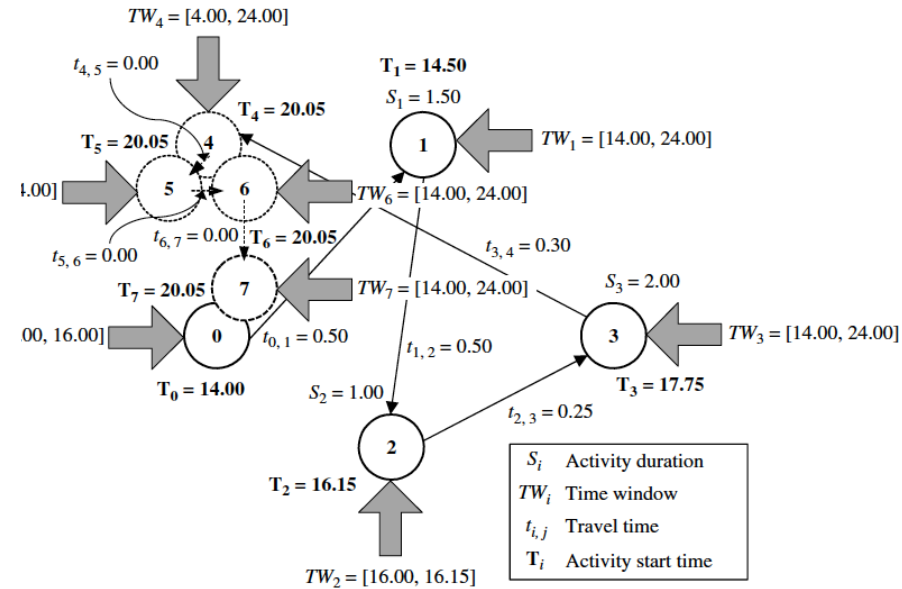 TW4 = [4.00, 24.00]
t4, 5 = 0.00
T1 = 14.50
S1 = 1.50
T4 = 20.05
T5 = 20.05
4
1
TW1 = [14.00, 24.00]
4.00]
5
6
TW6 = [14.00, 24.00]
t6, 7 = 0.00
T6 = 20.05
t5, 6 = 0.00
t3, 4 = 0.30
S3 = 2.00
T7 = 20.05
7
TW7 = [14.00, 24.00]
00, 16.00]
0
t0, 1 = 0.50
t1, 2 = 0.50
3
TW3 = [14.00, 24.00]
T0 = 14.00
S2 = 1.00
T3 = 17.75
t2, 3 = 0.25
2
T2 = 16.15
TW2 = [16.00, 16.15]
Si Activity duration
TWi Time window
ti, j Travel time
Ti Activity start time